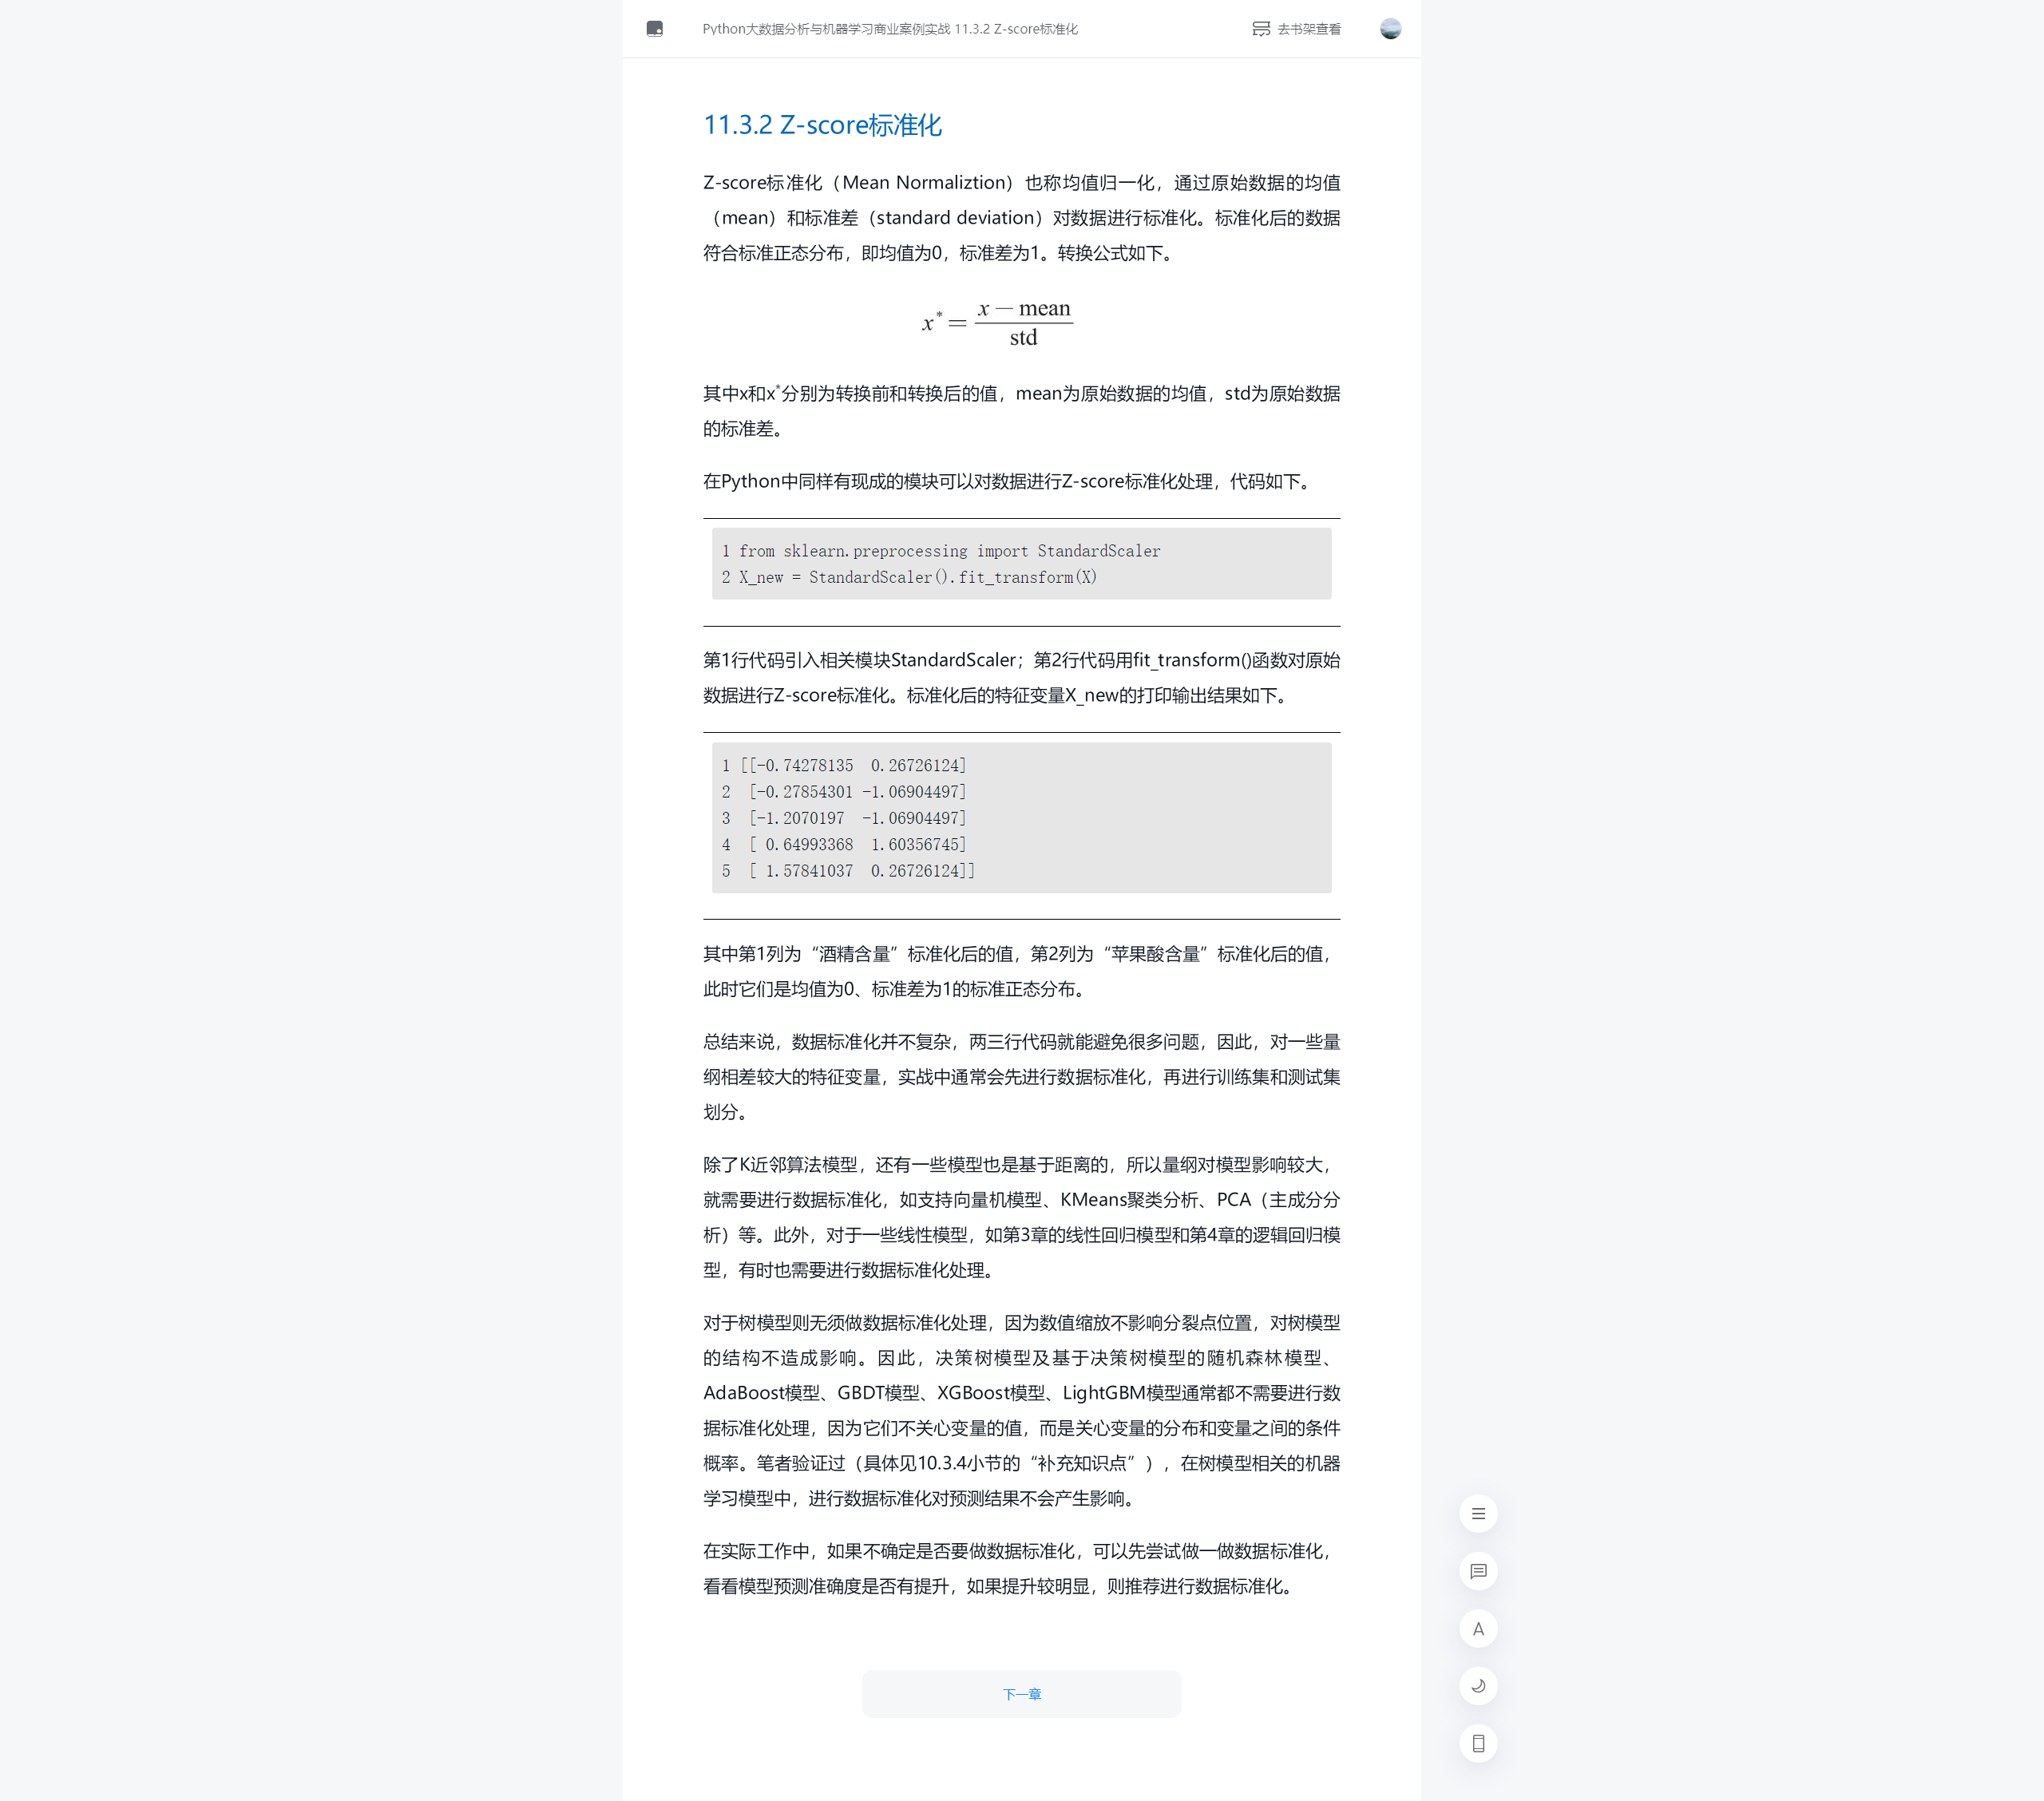 Python大数据分析与机器学习商业案例实战 11.3.2 Z-score标准化
去书架查看
11.3.2 Z-score标准化
Z-score标准化（Mean Normaliztion）也称均值归一化，通过原始数据的均值
（mean）和标准差（standard deviation）对数据进行标准化。标准化后的数据
符合标准正态分布，即均值为0，标准差为1。转换公式如下。
x* = (x − mean) / std
其中x和x*分别为转换前和转换后的值，mean为原始数据的均值，std为原始数据
的标准差。
在Python中同样有现成的模块可以对数据进行Z-score标准化处理，代码如下。
1 from sklearn.preprocessing import StandardScaler
2 X_new = StandardScaler().fit_transform(X)
第1行代码引入相关模块StandardScaler；第2行代码用fit_transform()函数对原始
数据进行Z-score标准化。标准化后的特征变量X_new的打印输出结果如下。
1 [[-0.74278135  0.26726124]
2  [-0.27854301 -1.06904497]
3  [-1.2070197  -1.06904497]
4  [ 0.64993368  1.60356745]
5  [ 1.57841037  0.26726124]]
其中第1列为“酒精含量”标准化后的值，第2列为“苹果酸含量”标准化后的值，
此时它们是均值为0、标准差为1的标准正态分布。
总结来说，数据标准化并不复杂，两三行代码就能避免很多问题，因此，对一些量
纲相差较大的特征变量，实战中通常会先进行数据标准化，再进行训练集和测试集
划分。
除了K近邻算法模型，还有一些模型也是基于距离的，所以量纲对模型影响较大，
就需要进行数据标准化，如支持向量机模型、KMeans聚类分析、PCA（主成分分
析）等。此外，对于一些线性模型，如第3章的线性回归模型和第4章的逻辑回归模
型，有时也需要进行数据标准化处理。
对于树模型则无须做数据标准化处理，因为数值缩放不影响分裂点位置，对树模型
的结构不造成影响。因此，决策树模型及基于决策树模型的随机森林模型、
AdaBoost模型、GBDT模型、XGBoost模型、LightGBM模型通常都不需要进行数
据标准化处理，因为它们不关心变量的值，而是关心变量的分布和变量之间的条件
概率。笔者验证过（具体见10.3.4小节的“补充知识点”），在树模型相关的机器
学习模型中，进行数据标准化对预测结果不会产生影响。
在实际工作中，如果不确定是否要做数据标准化，可以先尝试做一做数据标准化，
看看模型预测准确度是否有提升，如果提升较明显，则推荐进行数据标准化。
下一章
A